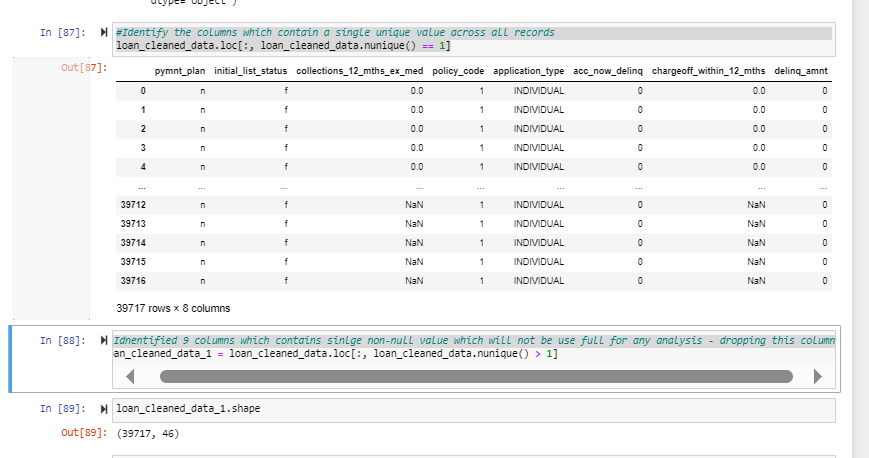 dtype='object')
In [87]: #Identify the columns which contain a single unique value across all records
loan_cleaned_data.loc[:, loan_cleaned_data.nunique() == 1]
Out[87]:
pymnt_plan initial_list_status collections_12_mths_ex_med policy_code application_type acc_now_delinq chargeoff_within_12_mths delinq_amnt
0 n f 0.0 1 INDIVIDUAL 0 0.0 0
1 n f 0.0 1 INDIVIDUAL 0 0.0 0
2 n f 0.0 1 INDIVIDUAL 0 0.0 0
3 n f 0.0 1 INDIVIDUAL 0 0.0 0
4 n f 0.0 1 INDIVIDUAL 0 0.0 0
... ... ... ... ... ... ... ... ...
39712 n f NaN 1 INDIVIDUAL 0 NaN 0
39713 n f NaN 1 INDIVIDUAL 0 NaN 0
39714 n f NaN 1 INDIVIDUAL 0 NaN 0
39715 n f NaN 1 INDIVIDUAL 0 NaN 0
39716 n f NaN 1 INDIVIDUAL 0 NaN 0
39717 rows × 8 columns
In [88]: Idnentified 9 columns which contains sinlge non-null value which will not be use full for any analysis - dropping this column
an_cleaned_data_1 = loan_cleaned_data.loc[:, loan_cleaned_data.nunique() > 1]
In [89]: loan_cleaned_data_1.shape
Out[89]: (39717, 46)